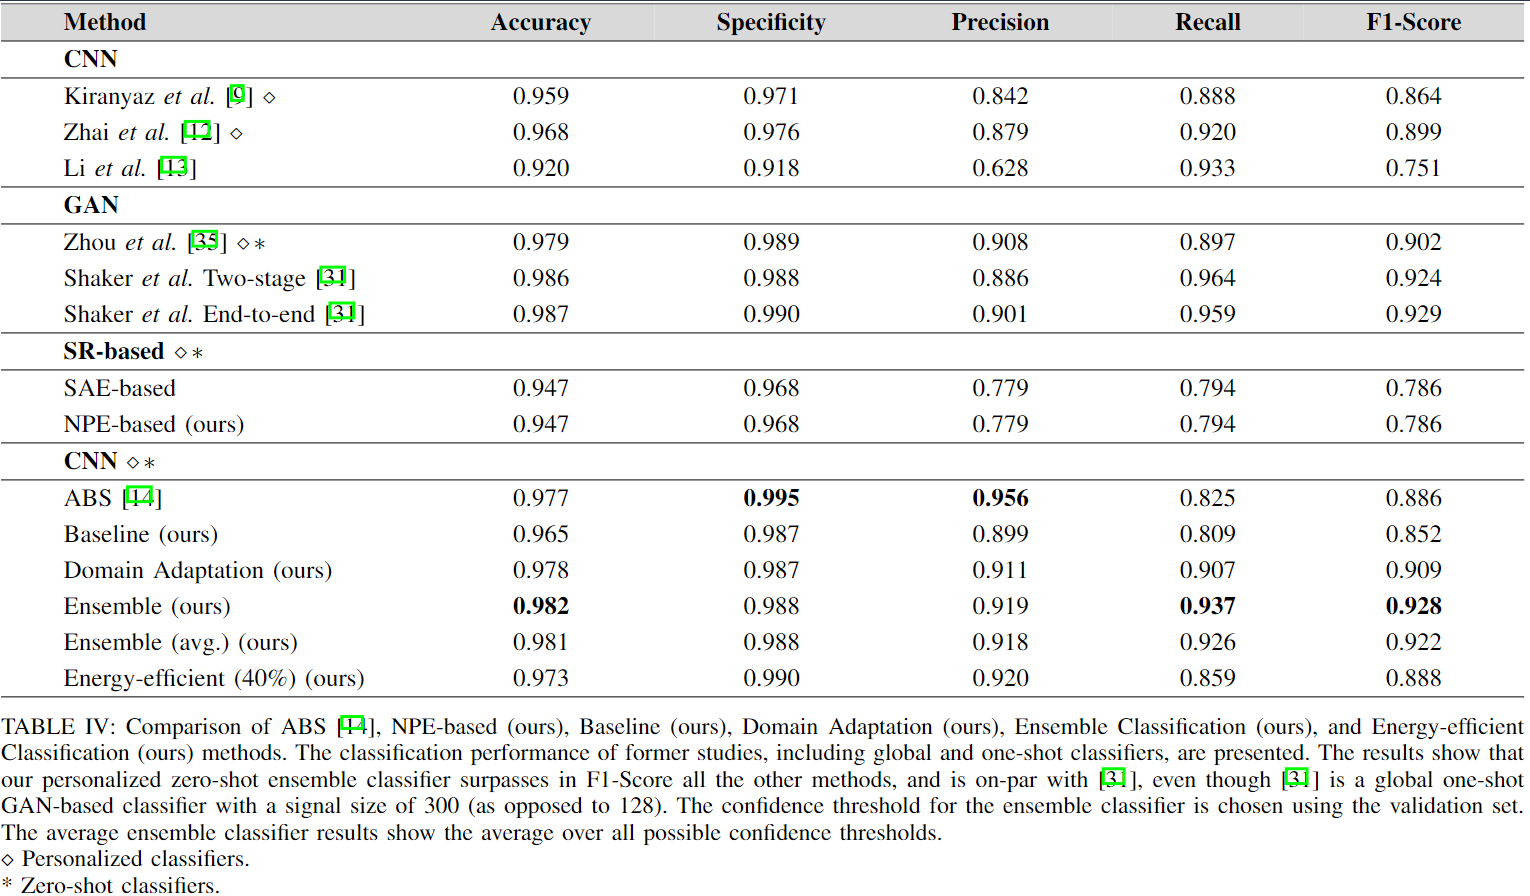 Method Accuracy Specificity Precision Recall F1-Score
CNN
Kiranyaz et al. [9] ⋄ 0.959 0.971 0.842 0.888 0.864
Zhai et al. [12] ⋄ 0.968 0.976 0.879 0.920 0.899
Li et al. [13] 0.920 0.918 0.628 0.933 0.751
GAN
Zhou et al. [35] ⋄ * 0.979 0.989 0.908 0.897 0.902
Shaker et al. Two-stage [31] 0.986 0.988 0.886 0.964 0.924
Shaker et al. End-to-end [31] 0.987 0.990 0.901 0.959 0.929
SR-based ⋄ *
SAE-based 0.947 0.968 0.779 0.794 0.786
NPE-based (ours) 0.947 0.968 0.779 0.794 0.786
CNN ⋄ *
ABS [14] 0.977 0.995 0.956 0.825 0.886
Baseline (ours) 0.965 0.987 0.899 0.809 0.852
Domain Adaptation (ours) 0.978 0.987 0.911 0.907 0.909
Ensemble (ours) 0.982 0.988 0.919 0.937 0.928
Ensemble (avg.) (ours) 0.981 0.988 0.918 0.926 0.922
Energy-efficient (40%) (ours) 0.973 0.990 0.920 0.859 0.888
TABLE IV: Comparison of ABS [14], NPE-based (ours), Baseline (ours), Domain Adaptation (ours), Ensemble Classification (ours), and Energy-efficient
Classification (ours) methods. The classification performance of former studies, including global and one-shot classifiers, are presented. The results show that
our personalized zero-shot ensemble classifier surpasses in F1-Score all the other methods, and is on-par with [31], even though [31] is a global one-shot
GAN-based classifier with a signal size of 300 (as opposed to 128). The confidence threshold for the ensemble classifier is chosen using the validation set.
The average ensemble classifier results show the average over all possible confidence thresholds.
⋄ Personalized classifiers.
* Zero-shot classifiers.